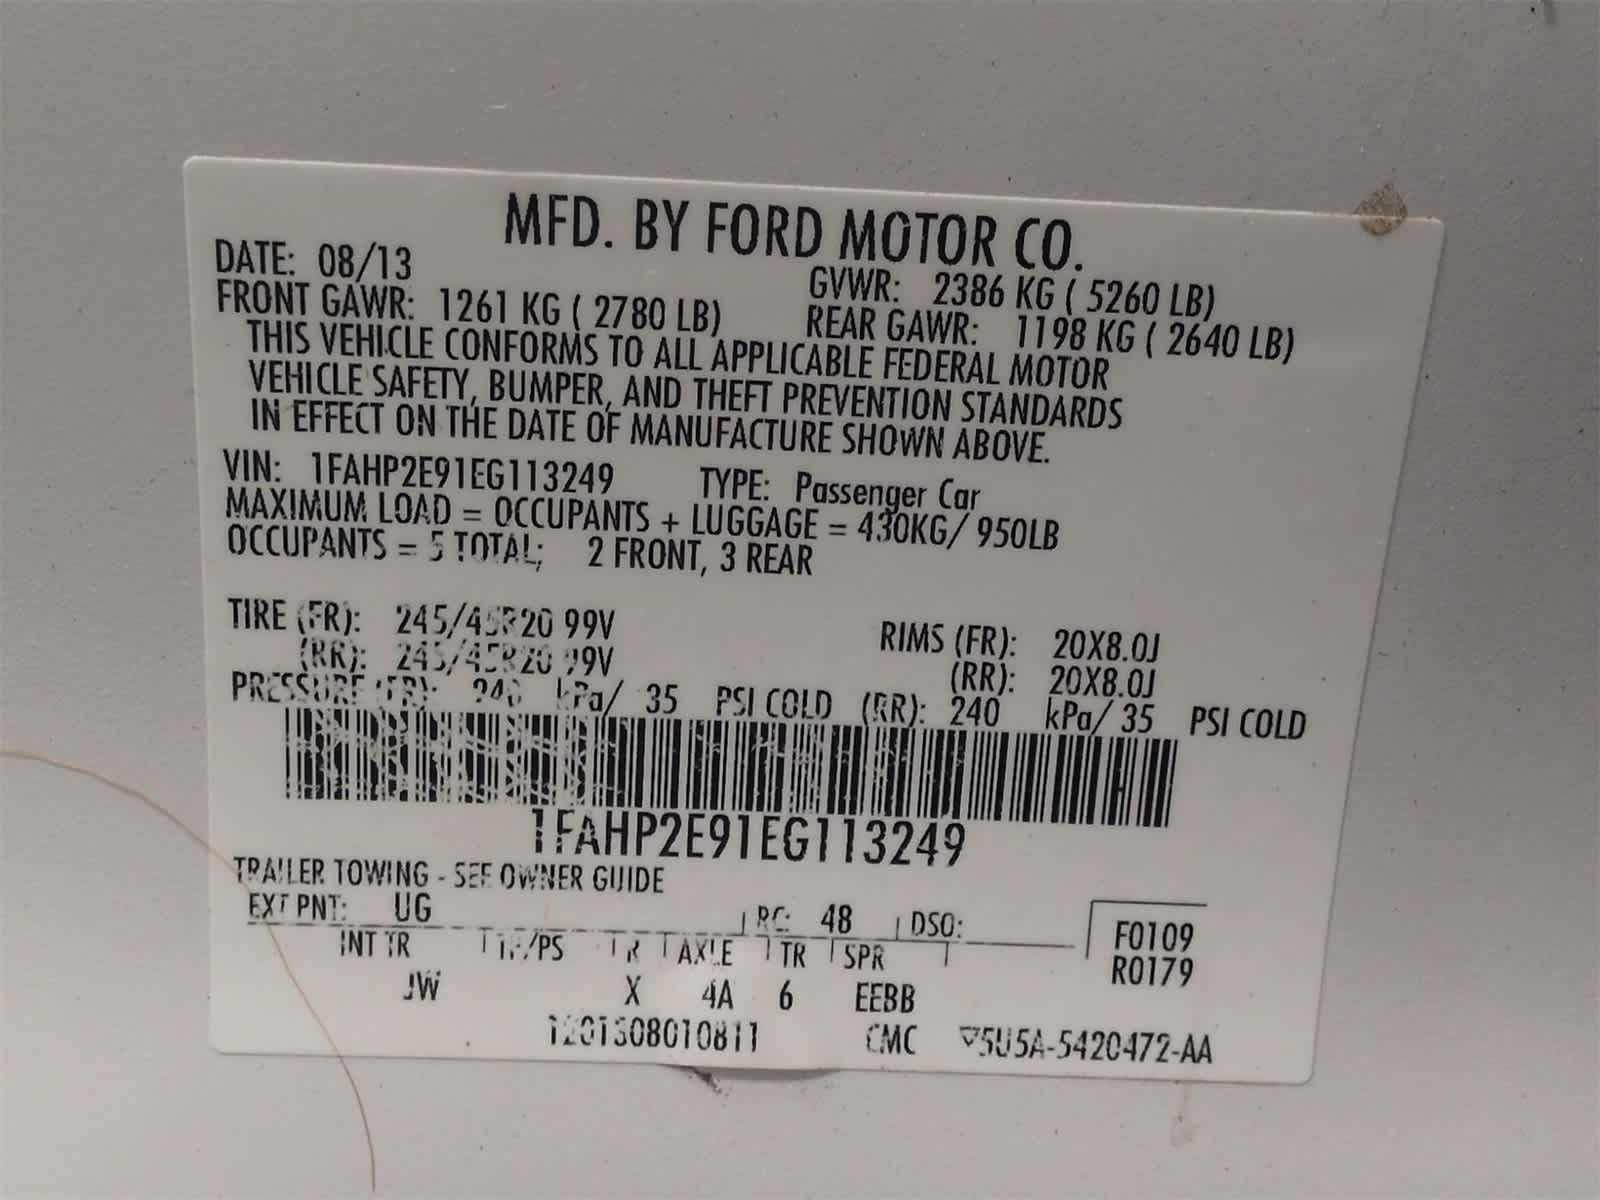 MFD. BY FORD MOTOR CO.
DATE: 08/13 GVWR: 2386 KG ( 5260 LB)
FRONT GAWR: 1261 KG ( 2780 LB) REAR GAWR: 1198 KG ( 2640 LB)
THIS VEHICLE CONFORMS TO ALL APPLICABLE FEDERAL MOTOR
VEHICLE SAFETY, BUMPER, AND THEFT PREVENTION STANDARDS
IN EFFECT ON THE DATE OF MANUFACTURE SHOWN ABOVE.
VIN: 1FAHP2E91EG113249 TYPE: Passenger Car
MAXIMUM LOAD = OCCUPANTS + LUGGAGE = 430KG/ 950LB
OCCUPANTS = 5 TOTAL; 2 FRONT, 3 REAR
TIRE (FR): 245/45R20 99V RIMS (FR): 20X8.0J
(RR): 245/45R20 99V (RR): 20X8.0J
PRESSURE (FR): 240 kPa/ 35 PSI COLD (RR): 240 kPa/ 35 PSI COLD
1FAHP2E91EG113249
TRAILER TOWING - SEE OWNER GUIDE
EXT PNT: UG RC: 48 DSO:
F0109
INT TR TP/PS R AXLE TR SPR
R0179
JW X 4A 6 EEBB
1201308010811 CMC ▽5U5A-5420472-AA